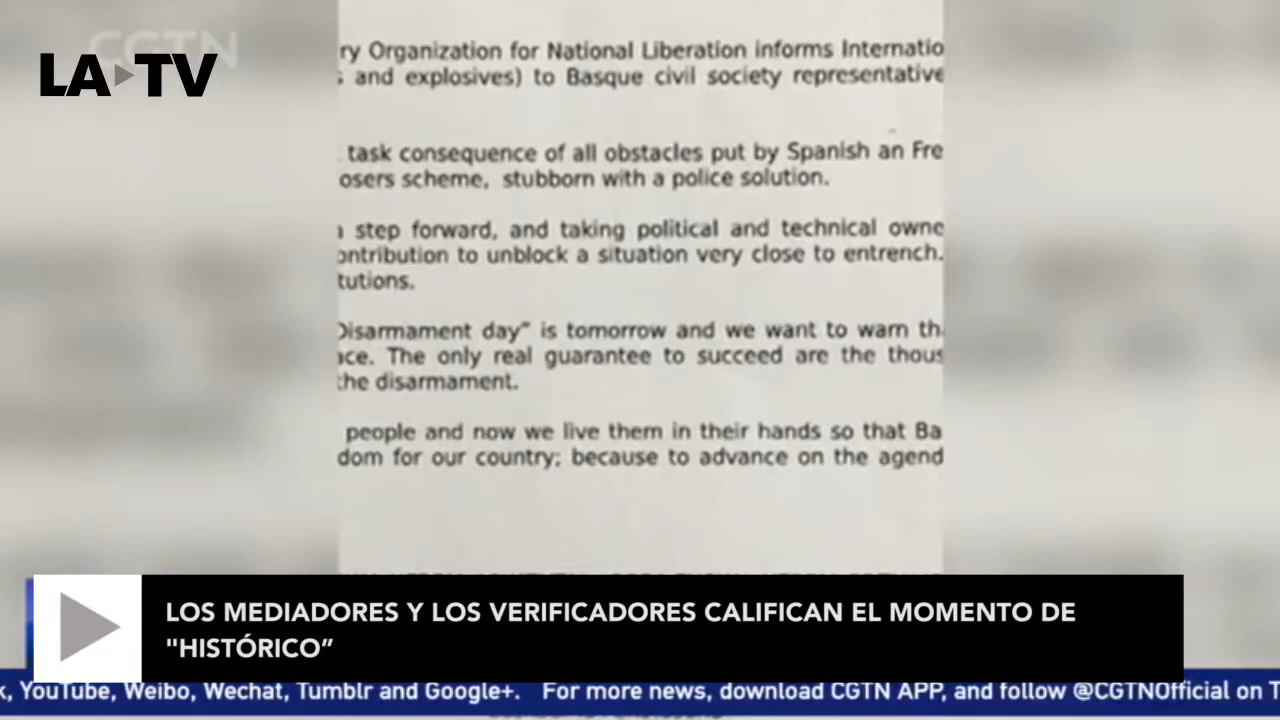 CGTN
LA TV
ry Organization for National Liberation informs Internatio
and explosives) to Basque civil society representative
task consequence of all obstacles put by Spanish an Fre
osers scheme, stubborn with a police solution.
step forward, and taking political and technical owne
ontribution to unblock a situation very close to entrench.
tutions.
Disarmament day" is tomorrow and we want to warn th
ace. The only real guarantee to succeed are the thous
the disarmament.
people and now we live them in their hands so that Ba
dom for our country; because to advance on the agend
LOS MEDIADORES Y LOS VERIFICADORES CALIFICAN EL MOMENTO DE
"HISTÓRICO”
k, YouTube, Weibo, Wechat, Tumblr and Google+. For more news, download CGTN APP, and follow @CGTNOfficial on T